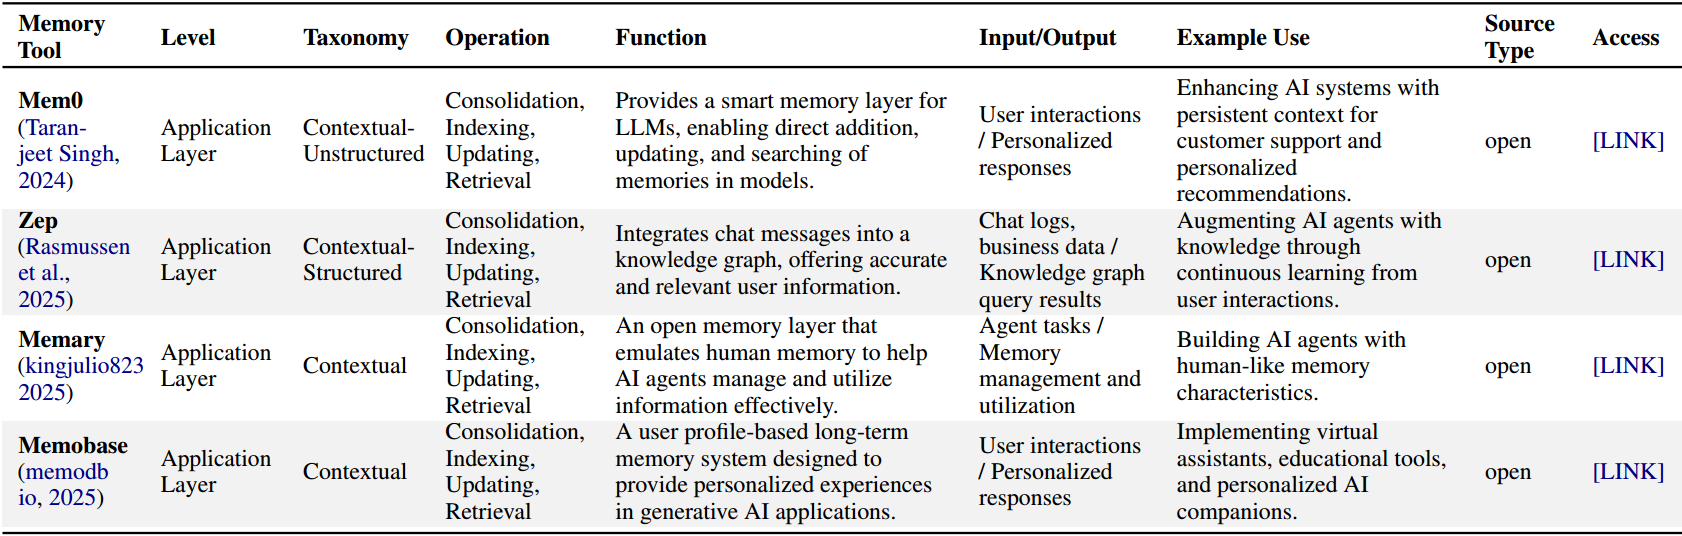 Memory Tool Level Taxonomy Operation Function Input/Output Example Use Source Type Access
Mem0
(Taran-
jeet Singh,
2024)
Application
Layer
Contextual-
Unstructured
Consolidation,
Indexing,
Updating,
Retrieval
Provides a smart memory layer for
LLMs, enabling direct addition,
updating, and searching of
memories in models.
User interactions
/ Personalized
responses
Enhancing AI systems with
persistent context for
customer support and
personalized
recommendations.
open
[LINK]
Zep
(Rasmussen
et al.,
2025)
Application
Layer
Contextual-
Structured
Consolidation,
Indexing,
Updating,
Retrieval
Integrates chat messages into a
knowledge graph, offering accurate
and relevant user information.
Chat logs,
business data /
Knowledge graph
query results
Augmenting AI agents with
knowledge through
continuous learning from
user interactions.
open
[LINK]
Memary
(kingjulio823
2025)
Application
Layer
Contextual
Consolidation,
Indexing,
Updating,
Retrieval
An open memory layer that
emulates human memory to help
AI agents manage and utilize
information effectively.
Agent tasks /
Memory
management and
utilization
Building AI agents with
human-like memory
characteristics.
open
[LINK]
Memobase
(memodb
io, 2025)
Application
Layer
Contextual
Consolidation,
Indexing,
Updating,
Retrieval
A user profile-based long-term
memory system designed to
provide personalized experiences
in generative AI applications.
User interactions
/ Personalized
responses
Implementing virtual
assistants, educational tools,
and personalized AI
companions.
open
[LINK]